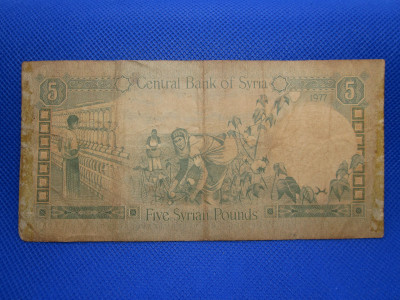 5 Central Bank of Syria 5
1977
Five Syrian Pounds